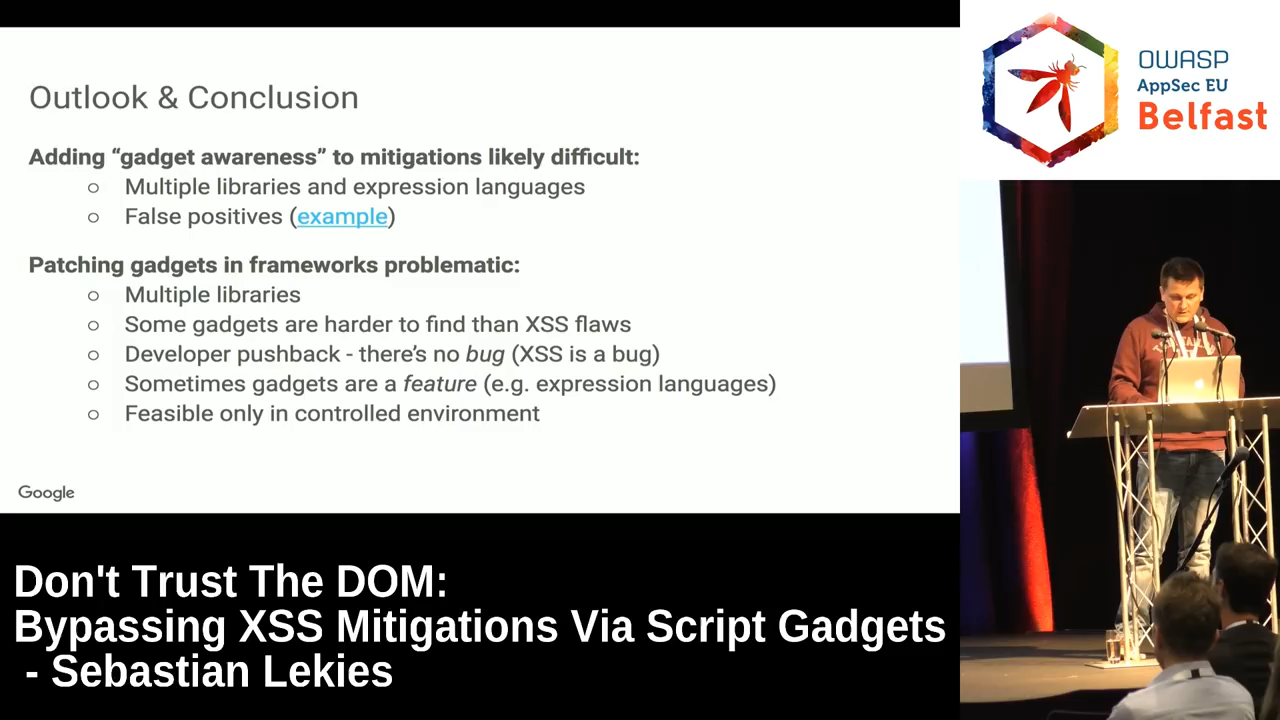 Outlook & Conclusion
Adding “gadget awareness” to mitigations likely difficult:
○ Multiple libraries and expression languages
○ False positives (example)
Patching gadgets in frameworks problematic:
○ Multiple libraries
○ Some gadgets are harder to find than XSS flaws
○ Developer pushback - there’s no bug (XSS is a bug)
○ Sometimes gadgets are a feature (e.g. expression languages)
○ Feasible only in controlled environment
Google
OWASP
AppSec EU
Belfast
Don't Trust The DOM:
Bypassing XSS Mitigations Via Script Gadgets
- Sebastian Lekies